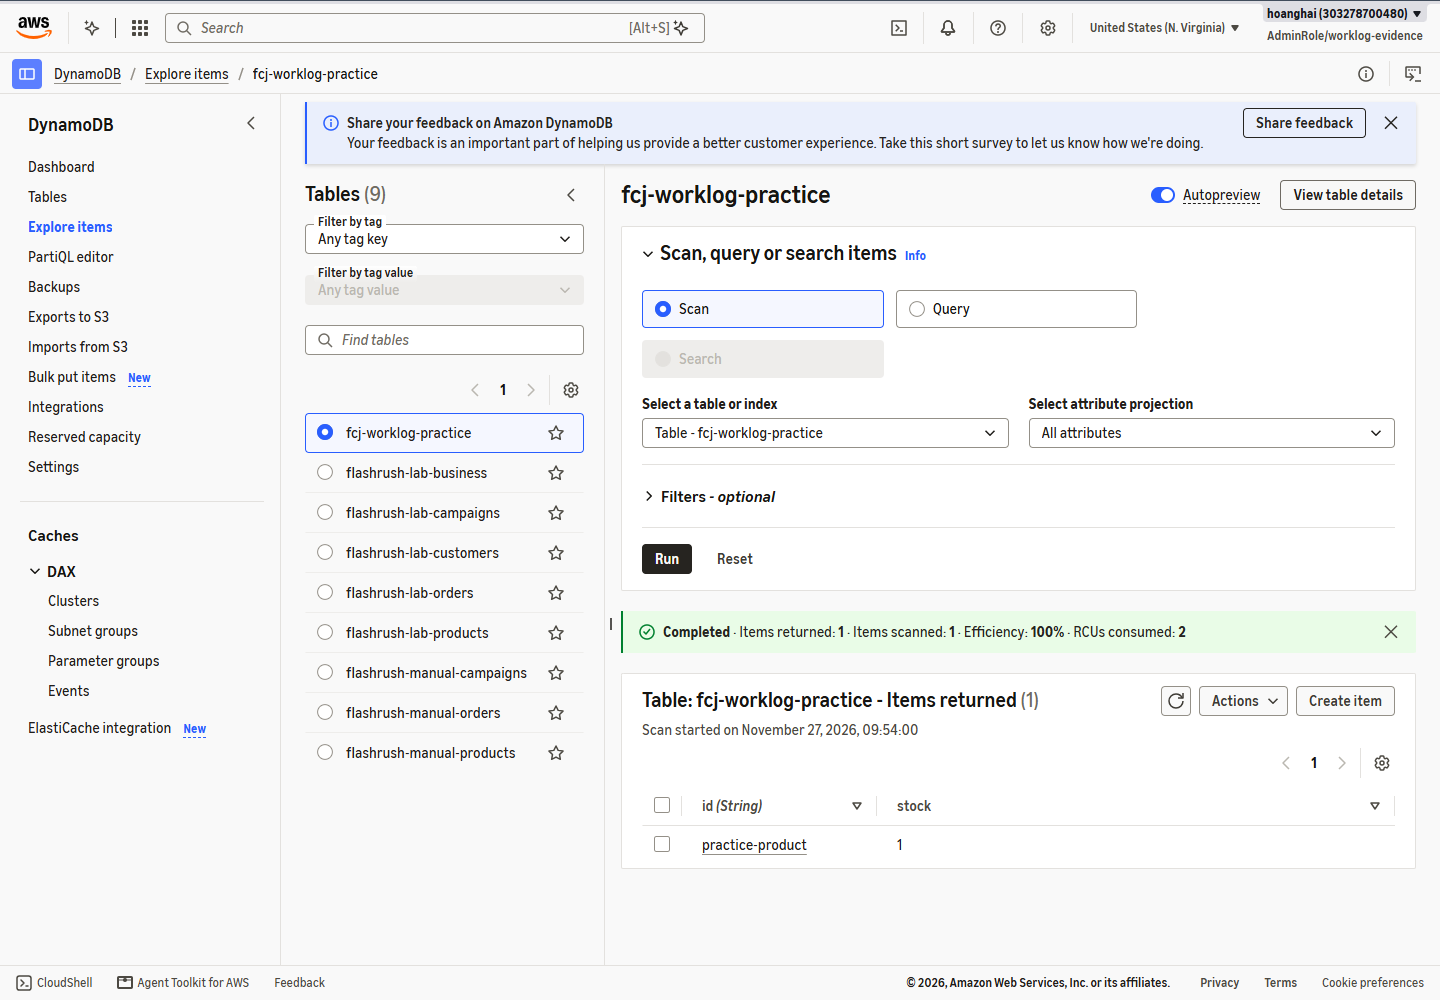 aws
Search
[Alt+S]
United States (N. Virginia)
hoanghai (303278700480)
AdminRole/worklog-evidence
DynamoDB / Explore items / fcj-worklog-practice
DynamoDB
Dashboard
Tables
Explore items
PartiQL editor
Backups
Exports to S3
Imports from S3
Bulk put items New
Integrations
Reserved capacity
Settings
Caches
DAX
Clusters
Subnet groups
Parameter groups
Events
ElastiCache integration New
Share your feedback on Amazon DynamoDB
Your feedback is an important part of helping us provide a better customer experience. Take this short survey to let us know how we're doing.
Share feedback
Tables (9)
Filter by tag
Any tag key
Filter by tag value
Any tag value
Find tables
1
fcj-worklog-practice
flashrush-lab-business
flashrush-lab-campaigns
flashrush-lab-customers
flashrush-lab-orders
flashrush-lab-products
flashrush-manual-campaigns
flashrush-manual-orders
flashrush-manual-products
fcj-worklog-practice
Autopreview
View table details
Scan, query or search items Info
Scan
Query
Search
Select a table or index
Table - fcj-worklog-practice
Select attribute projection
All attributes
Filters - optional
Run
Reset
Completed · Items returned: 1 · Items scanned: 1 · Efficiency: 100% · RCUs consumed: 2
Table: fcj-worklog-practice - Items returned (1)
Scan started on November 27, 2026, 09:54:00
Actions
Create item
1
id (String)
stock
practice-product
1
CloudShell
Agent Toolkit for AWS
Feedback
© 2026, Amazon Web Services, Inc. or its affiliates.
Privacy
Terms
Cookie preferences